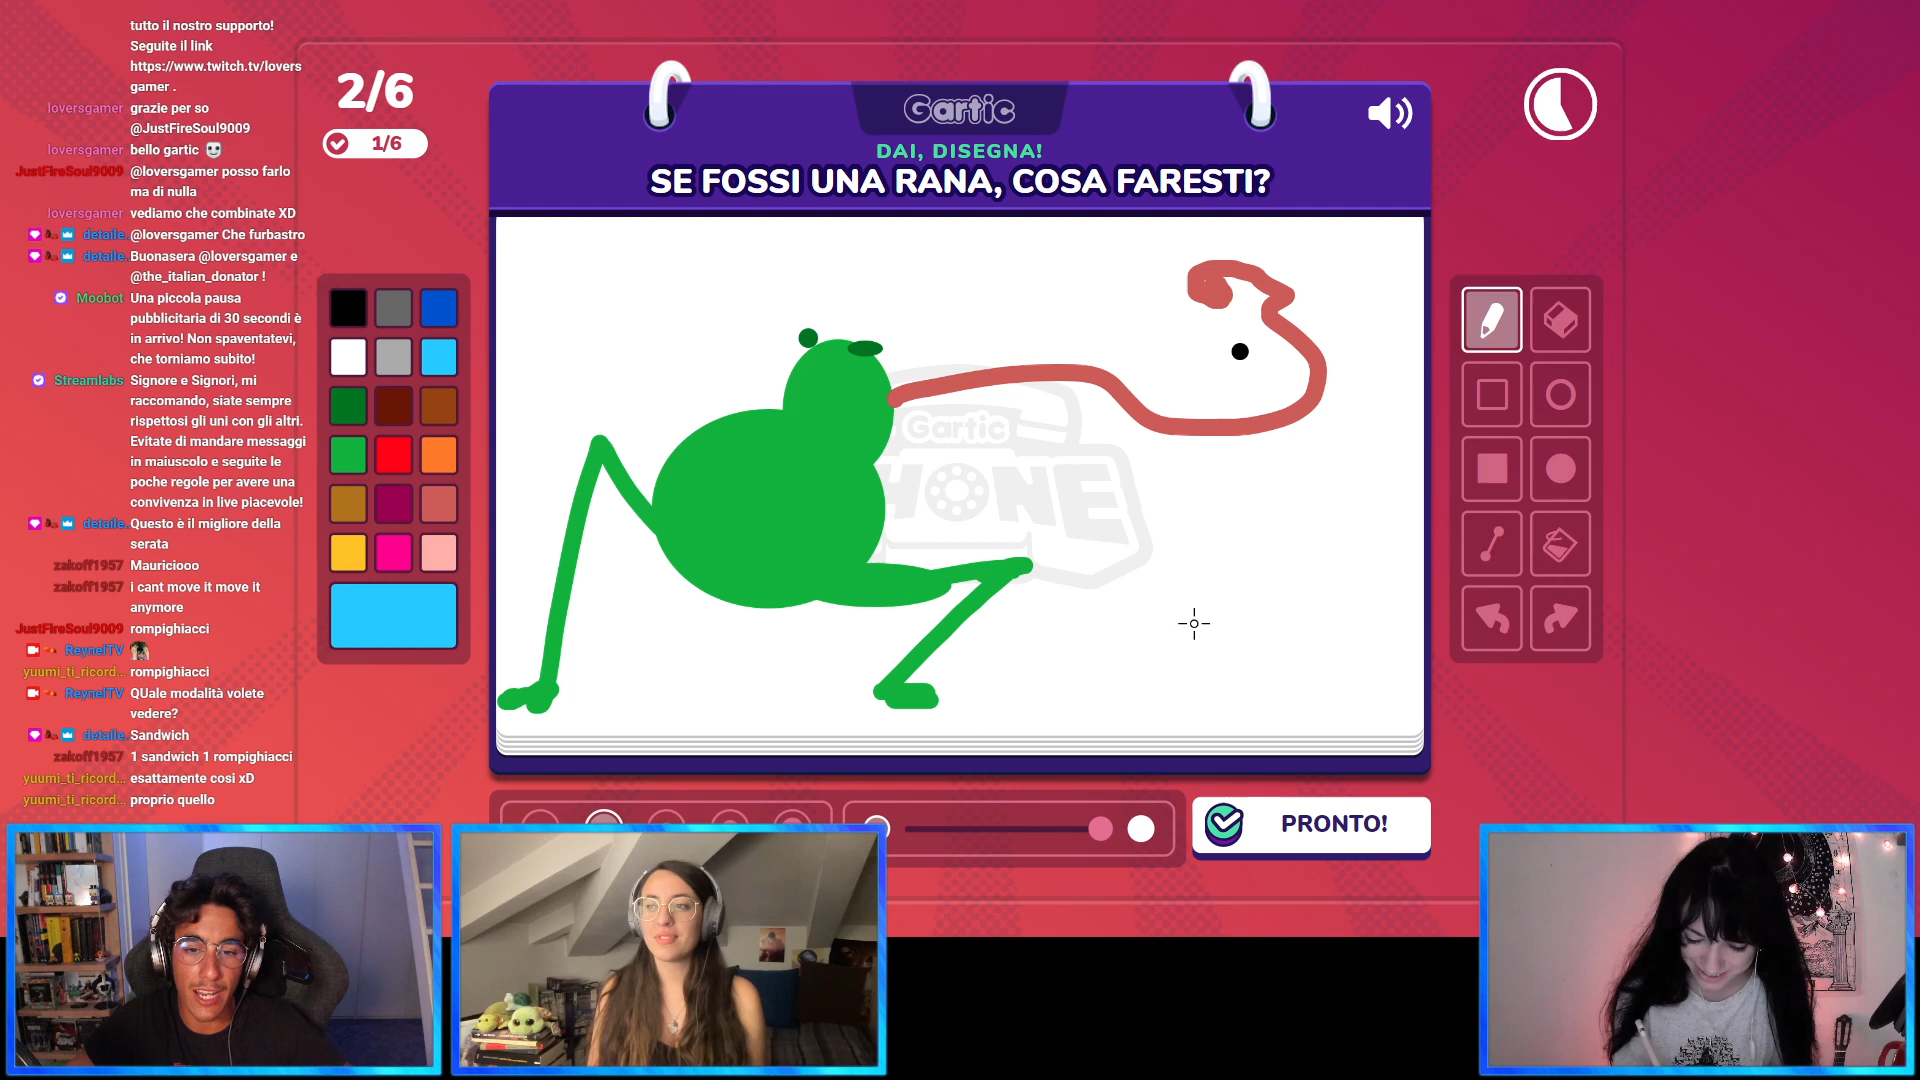 tutto il nostro supporto!
Seguite il link
https://www.twitch.tv/lovers
gamer .
loversgamer grazie per so
@JustFireSoul9009
loversgamer bello gartic
JustFireSoul9009 @loversgamer posso farlo
ma di nulla
loversgamer vediamo che combinate XD
detaile.. @loversgamer Che furbastro
detaile.. Buonasera @loversgamer e
@the_italian_donator !
Moobot Una piccola pausa
pubblicitaria di 30 secondi è
in arrivo! Non spaventatevi,
che torniamo subito!
Streamlabs Signore e Signori, mi
raccomando, siate sempre
rispettosi gli uni con gli altri.
Evitate di mandare messaggi
in maiuscolo e seguite le
poche regole per avere una
convivenza in live piacevole!
detaile.. Questo è il migliore della
serata
zakoff1957 Mauriciooo
zakoff1957 i cant move it move it
anymore
JustFireSoul9009 rompighiacci
ReynelTV
yuumi_ti_ricord... rompighiacci
ReynelTV QUale modalità volete
vedere?
detaile.. Sandwich
zakoff1957 1 sandwich 1 rompighiacci
yuumi_ti_ricord... esattamente cosi xD
yuumi_ti_ricord... proprio quello
2/6
1/6
Gartic
DAI, DISEGNA!
SE FOSSI UNA RANA, COSA FARESTI?
Gartic
HONE
PRONTO!